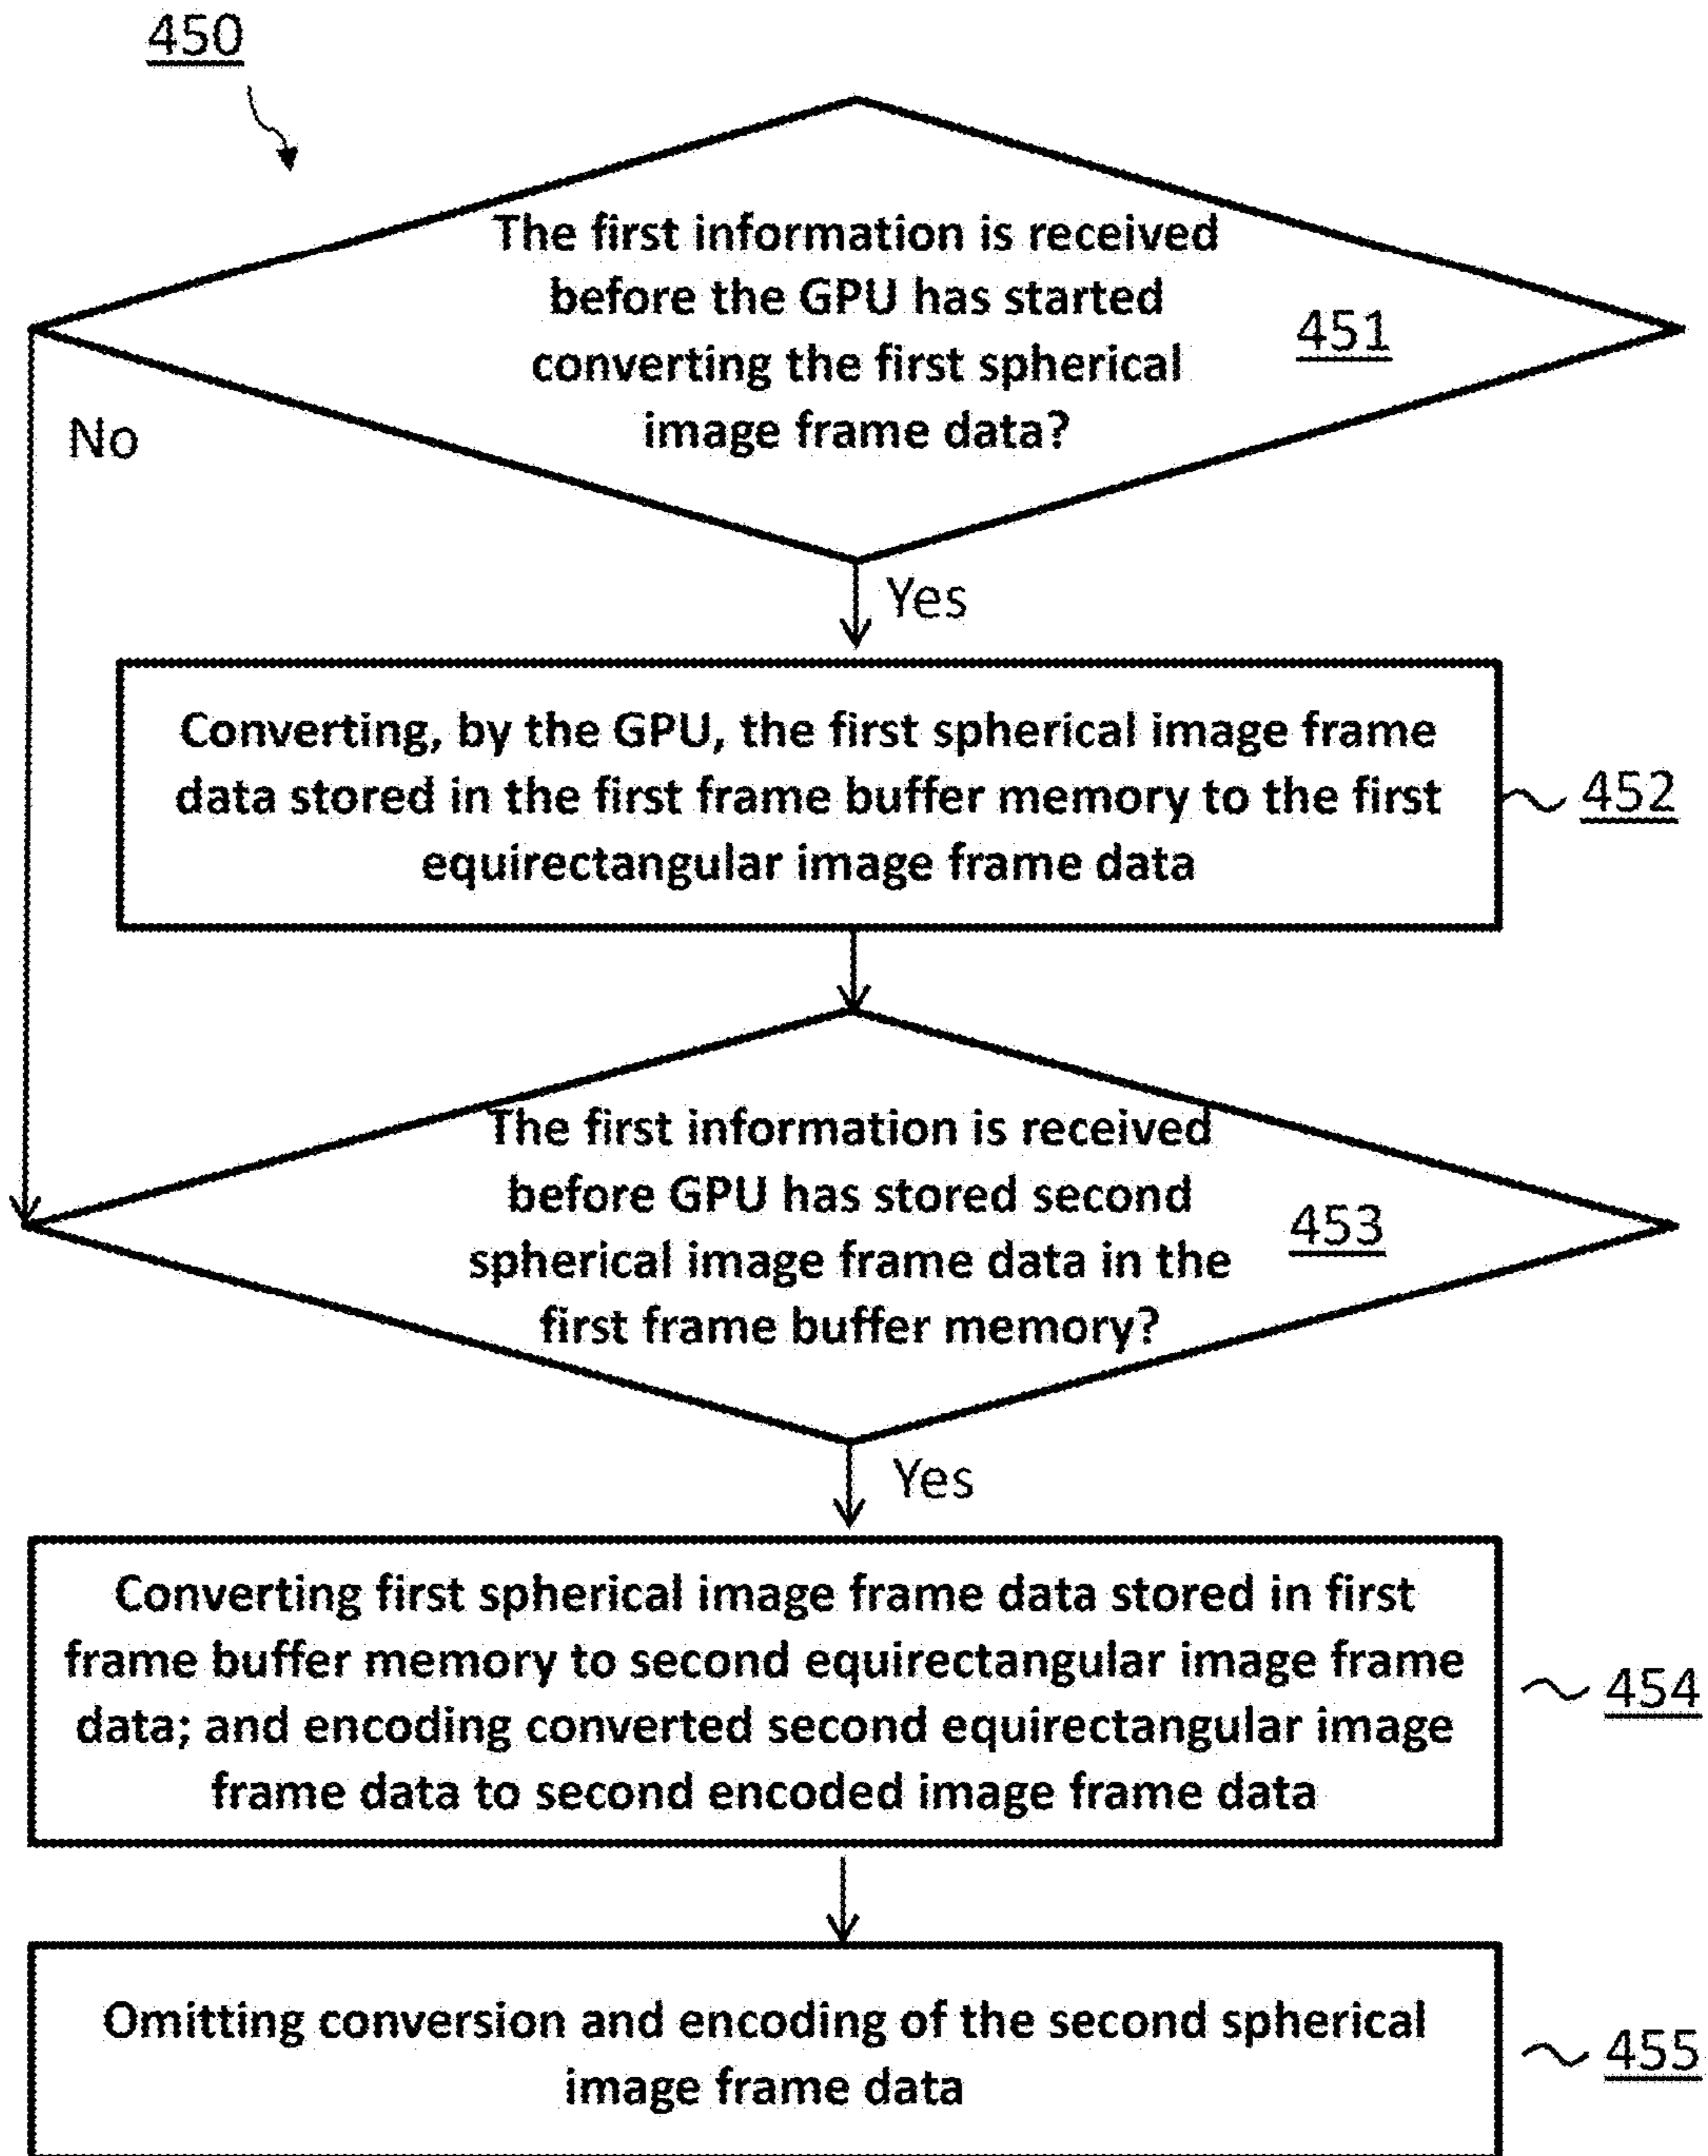 450
The first information is received
before the GPU has started
converting the first spherical
image frame data?
451
No
Yes
Converting, by the GPU, the first spherical image frame
data stored in the first frame buffer memory to the first
equirectangular image frame data
452
The first information is received
before GPU has stored second
spherical image frame data in the
first frame buffer memory?
453
Yes
Converting first spherical image frame data stored in first
frame buffer memory to second equirectangular image frame
data; and encoding converted second equirectangular image
frame data to second encoded image frame data
454
Omitting conversion and encoding of the second spherical
image frame data
455